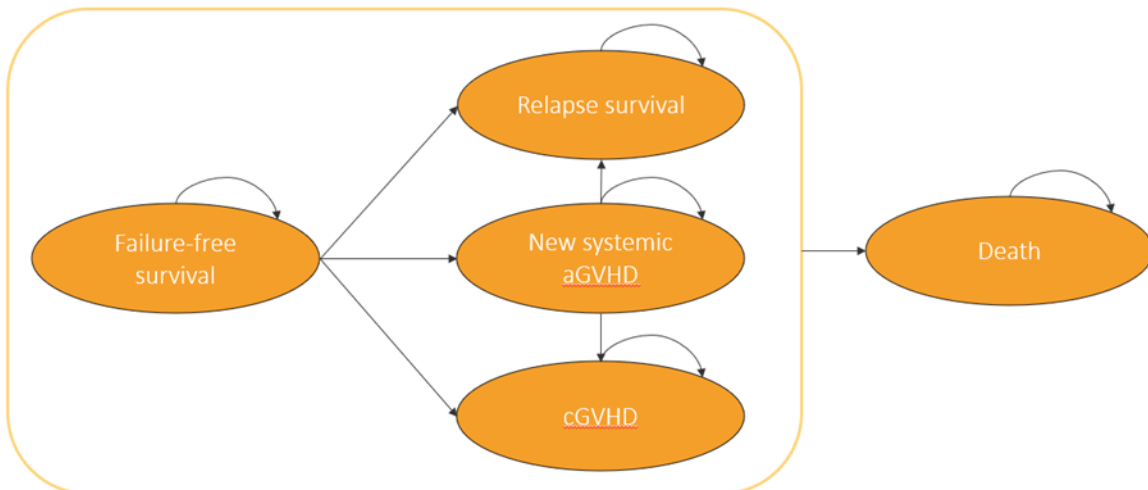 Relapse survival
Failure-free
survival
New systemic
aGVHD
Death
cGVHD